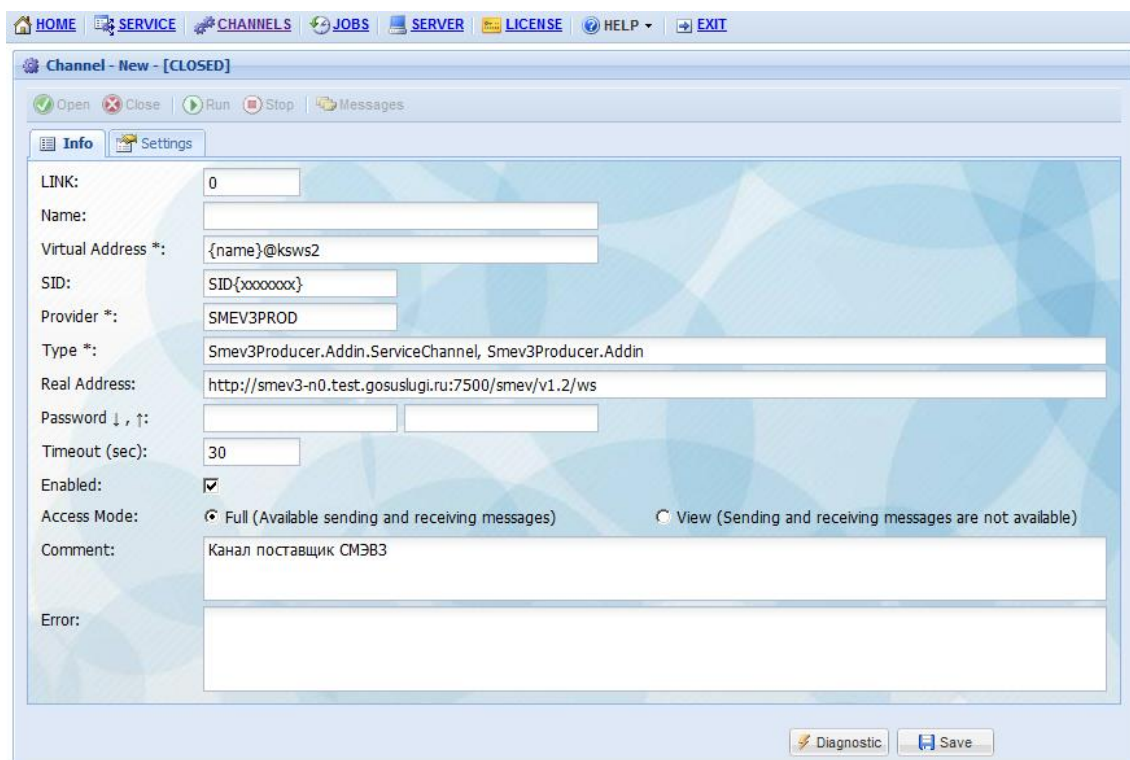 HOME SERVICE CHANNELS JOBS SERVER LICENSE HELP EXIT
Channel - New - [CLOSED]
Open Close Run Stop Messages
Info Settings
LINK: 0
Name:
Virtual Address *: {name}@ksws2
SID: SID{xxxxxxx}
Provider *: SMEV3PROD
Type *: Smev3Producer.Addin.ServiceChannel, Smev3Producer.Addin
Real Address: http://smev3-n0.test.gosuslugi.ru:7500/smev/v1.2/ws
Password ↓ , ↑:
Timeout (sec): 30
Enabled:
Access Mode: Full (Available sending and receiving messages) View (Sending and receiving messages are not available)
Comment: Канал поставщик СМЭВ3
Error:
Diagnostic Save